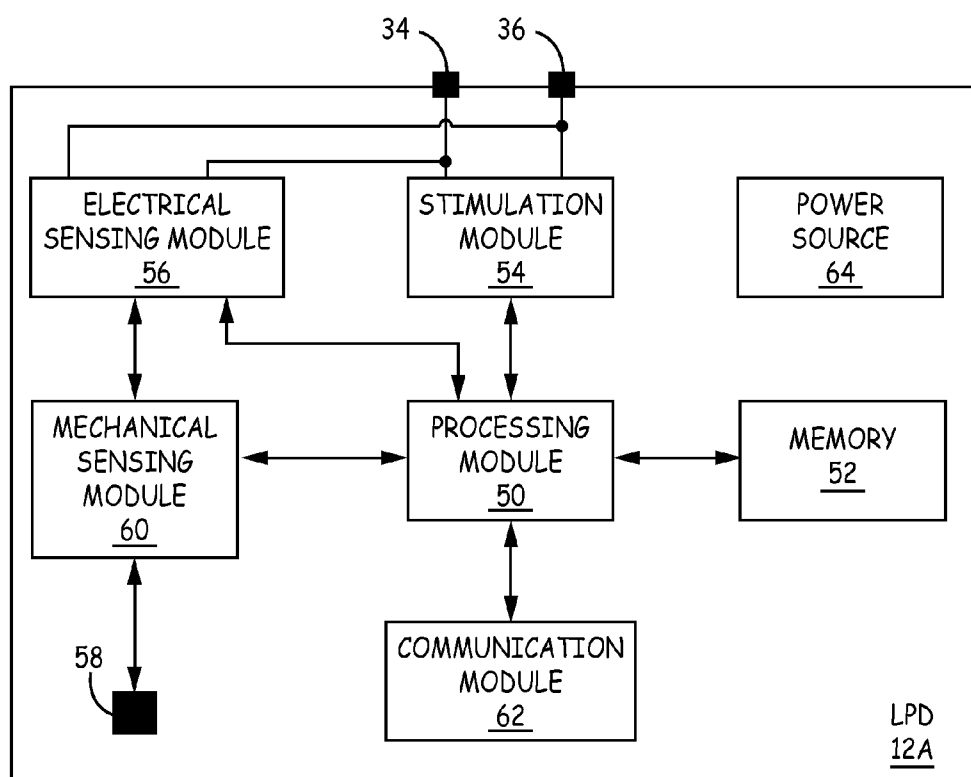 34
36
ELECTRICAL
SENSING MODULE
56
STIMULATION
MODULE
54
POWER
SOURCE
64
MECHANICAL
SENSING
MODULE
60
PROCESSING
MODULE
50
MEMORY
52
58
COMMUNICATION
MODULE
62
LPD
12A